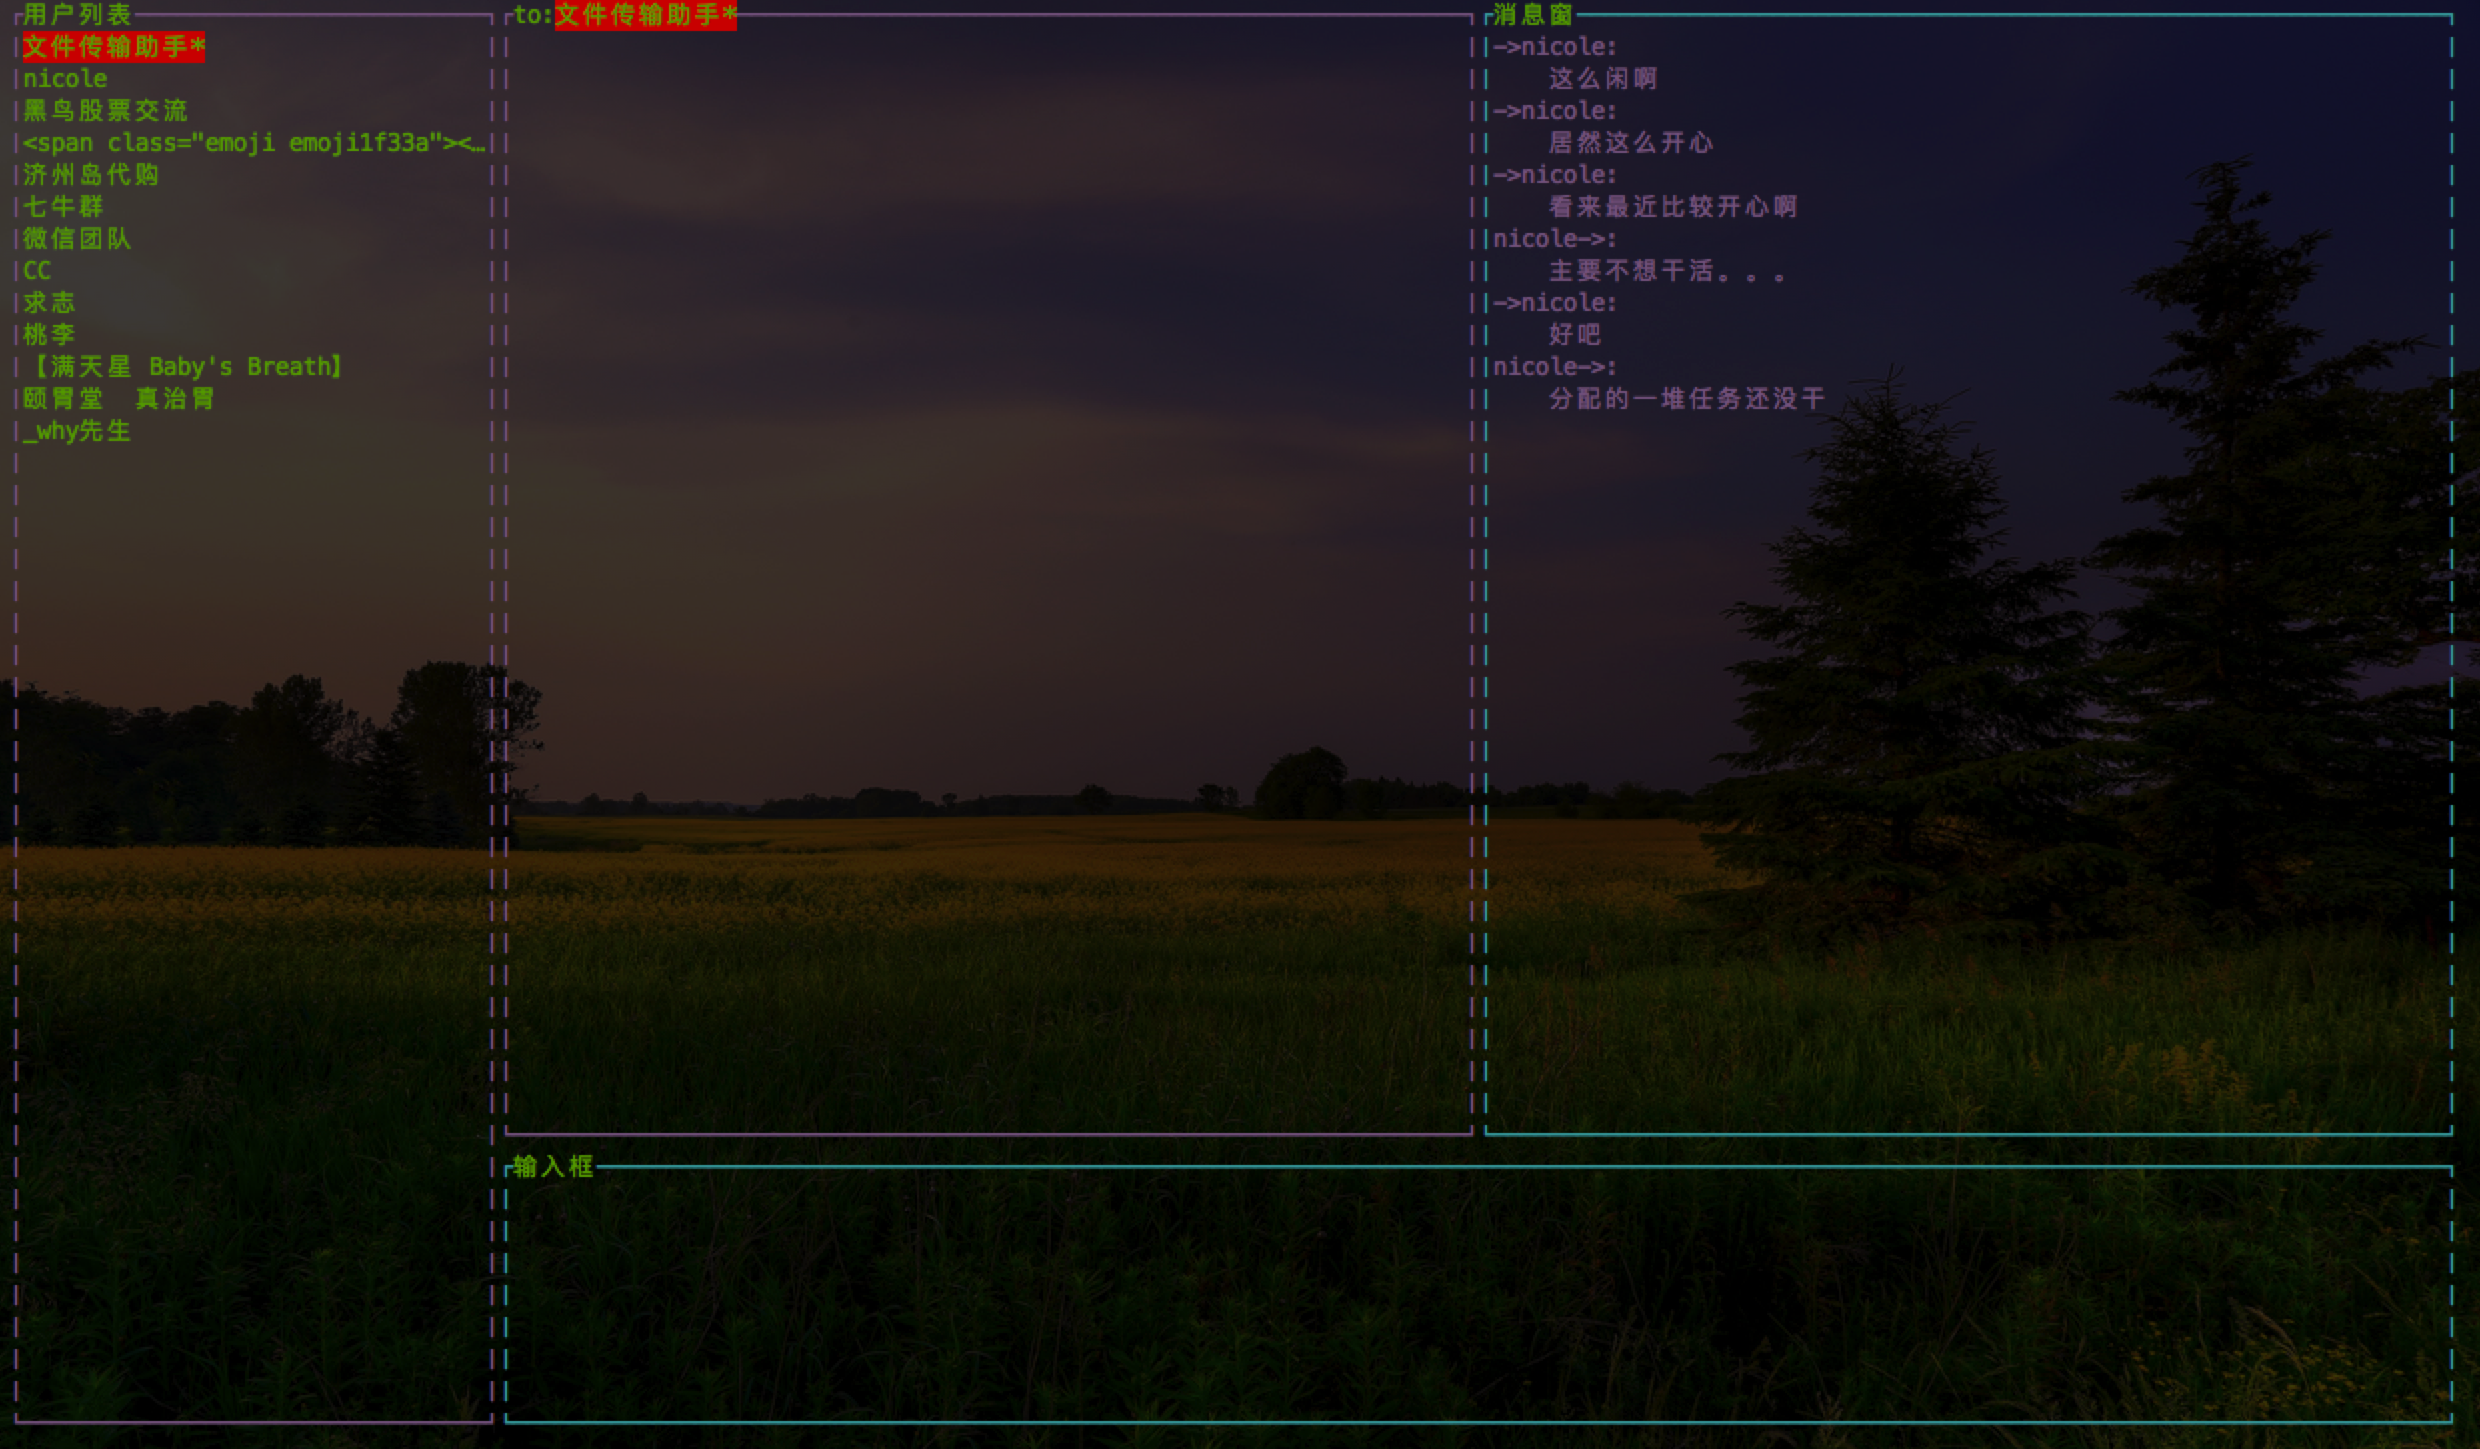 用户列表
文件传输助手*
nicole
黑鸟股票交流
<span class="emoji emoji1f33a"><…
济州岛代购
七牛群
微信团队
CC
求志
桃李
【满天星 Baby's Breath】
颐胃堂  真治胃
_why先生
to:文件传输助手*
消息窗
->nicole:
这么闲啊
->nicole:
居然这么开心
->nicole:
看来最近比较开心啊
nicole->:
主要不想干活。。。
->nicole:
好吧
nicole->:
分配的一堆任务还没干
输入框